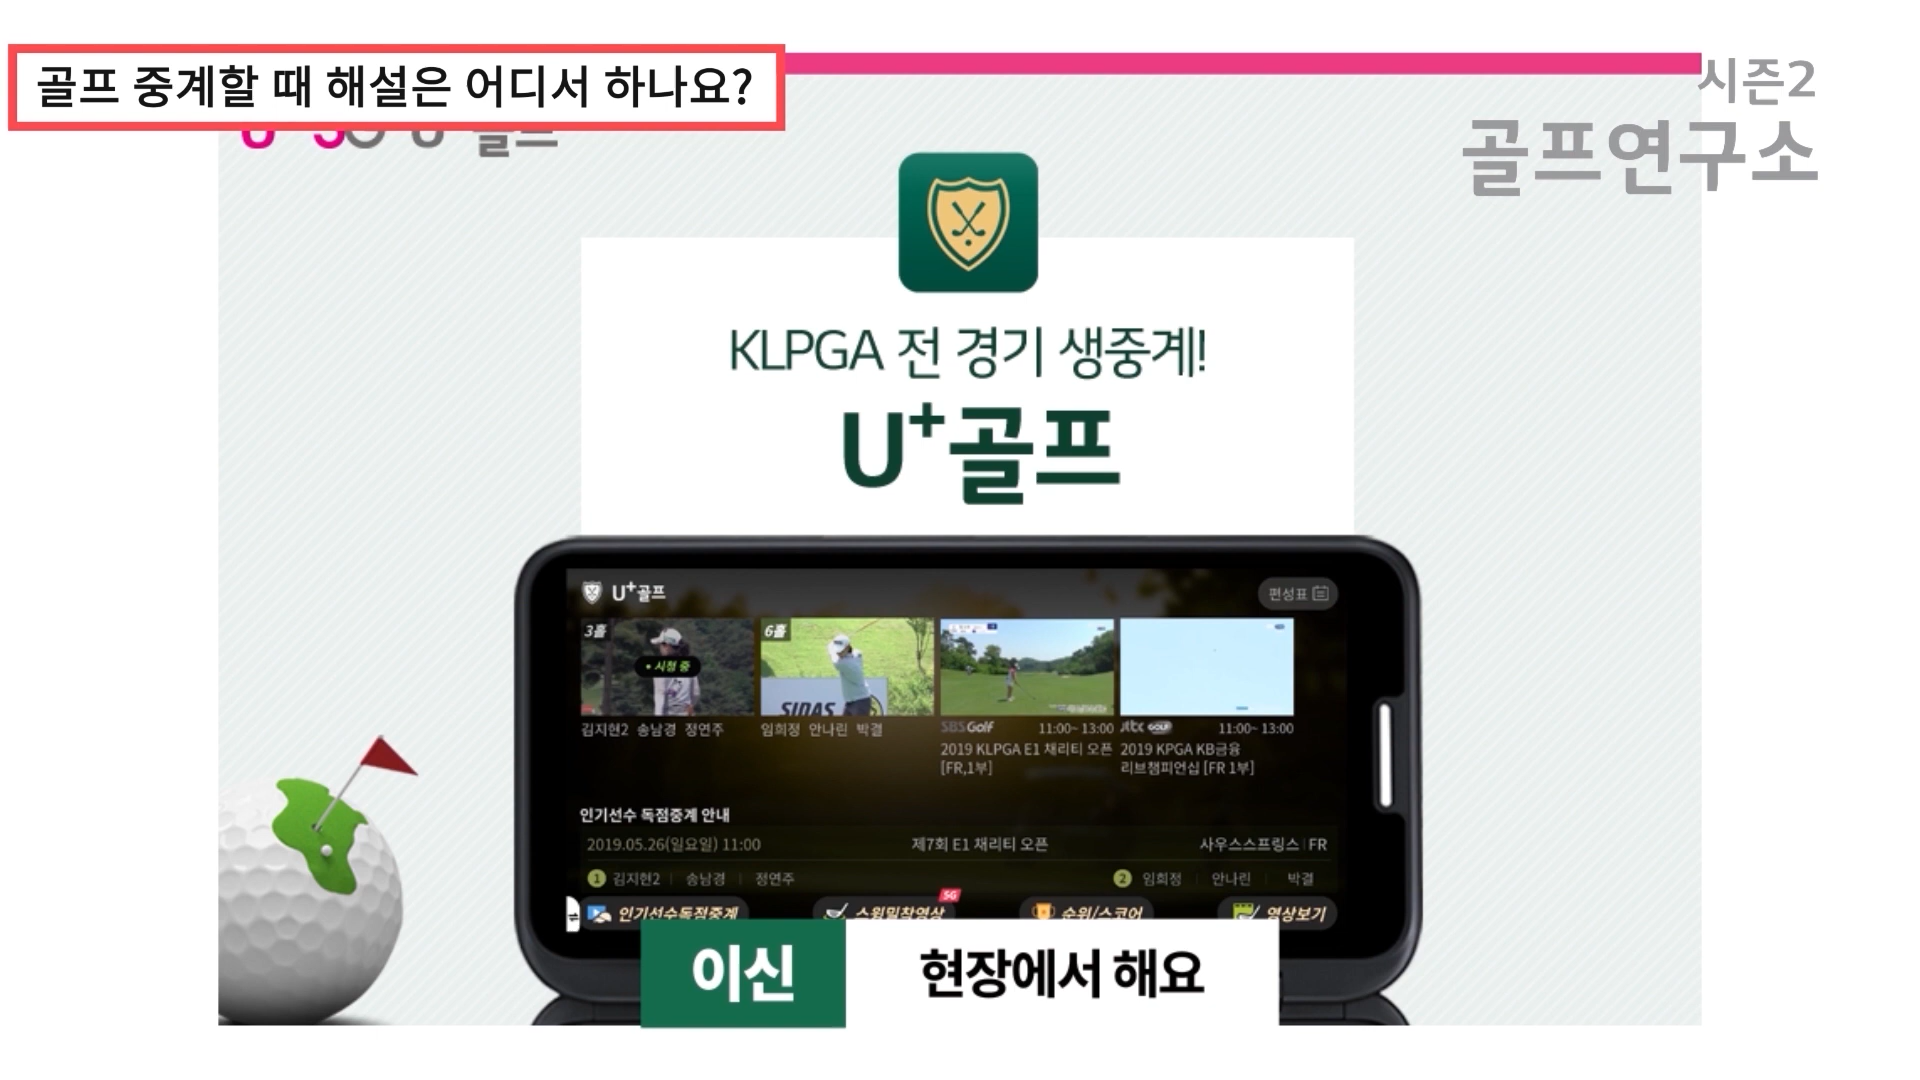 골프 중계할 때 해설은 어디서 하나요?
시즌2
골프연구소
KLPGA 전 경기 생중계!
U+골프
U+골프
편성표
3홀
• 시청 중
6홀
SIDAS
김지현2 송남경 정연주
임희정 안나린 박결
SBS Golf 11:00~ 13:00
2019 KLPGA E1 채리티 오픈
[FR,1부]
jtbc GOLF 11:00~ 13:00
2019 KPGA KB금융
리브챔피언십 [FR 1부]
인기선수 독점중계 안내
2019.05.26(일요일) 11:00 제7회 E1 채리티 오픈 사우스스프링스 FR
1 김지현2 송남경 정연주 2 임희정 안나린 박결
5G
인기선수독점중계 스윙밀착영상 순위/스코어 영상보기
이신 현장에서 해요